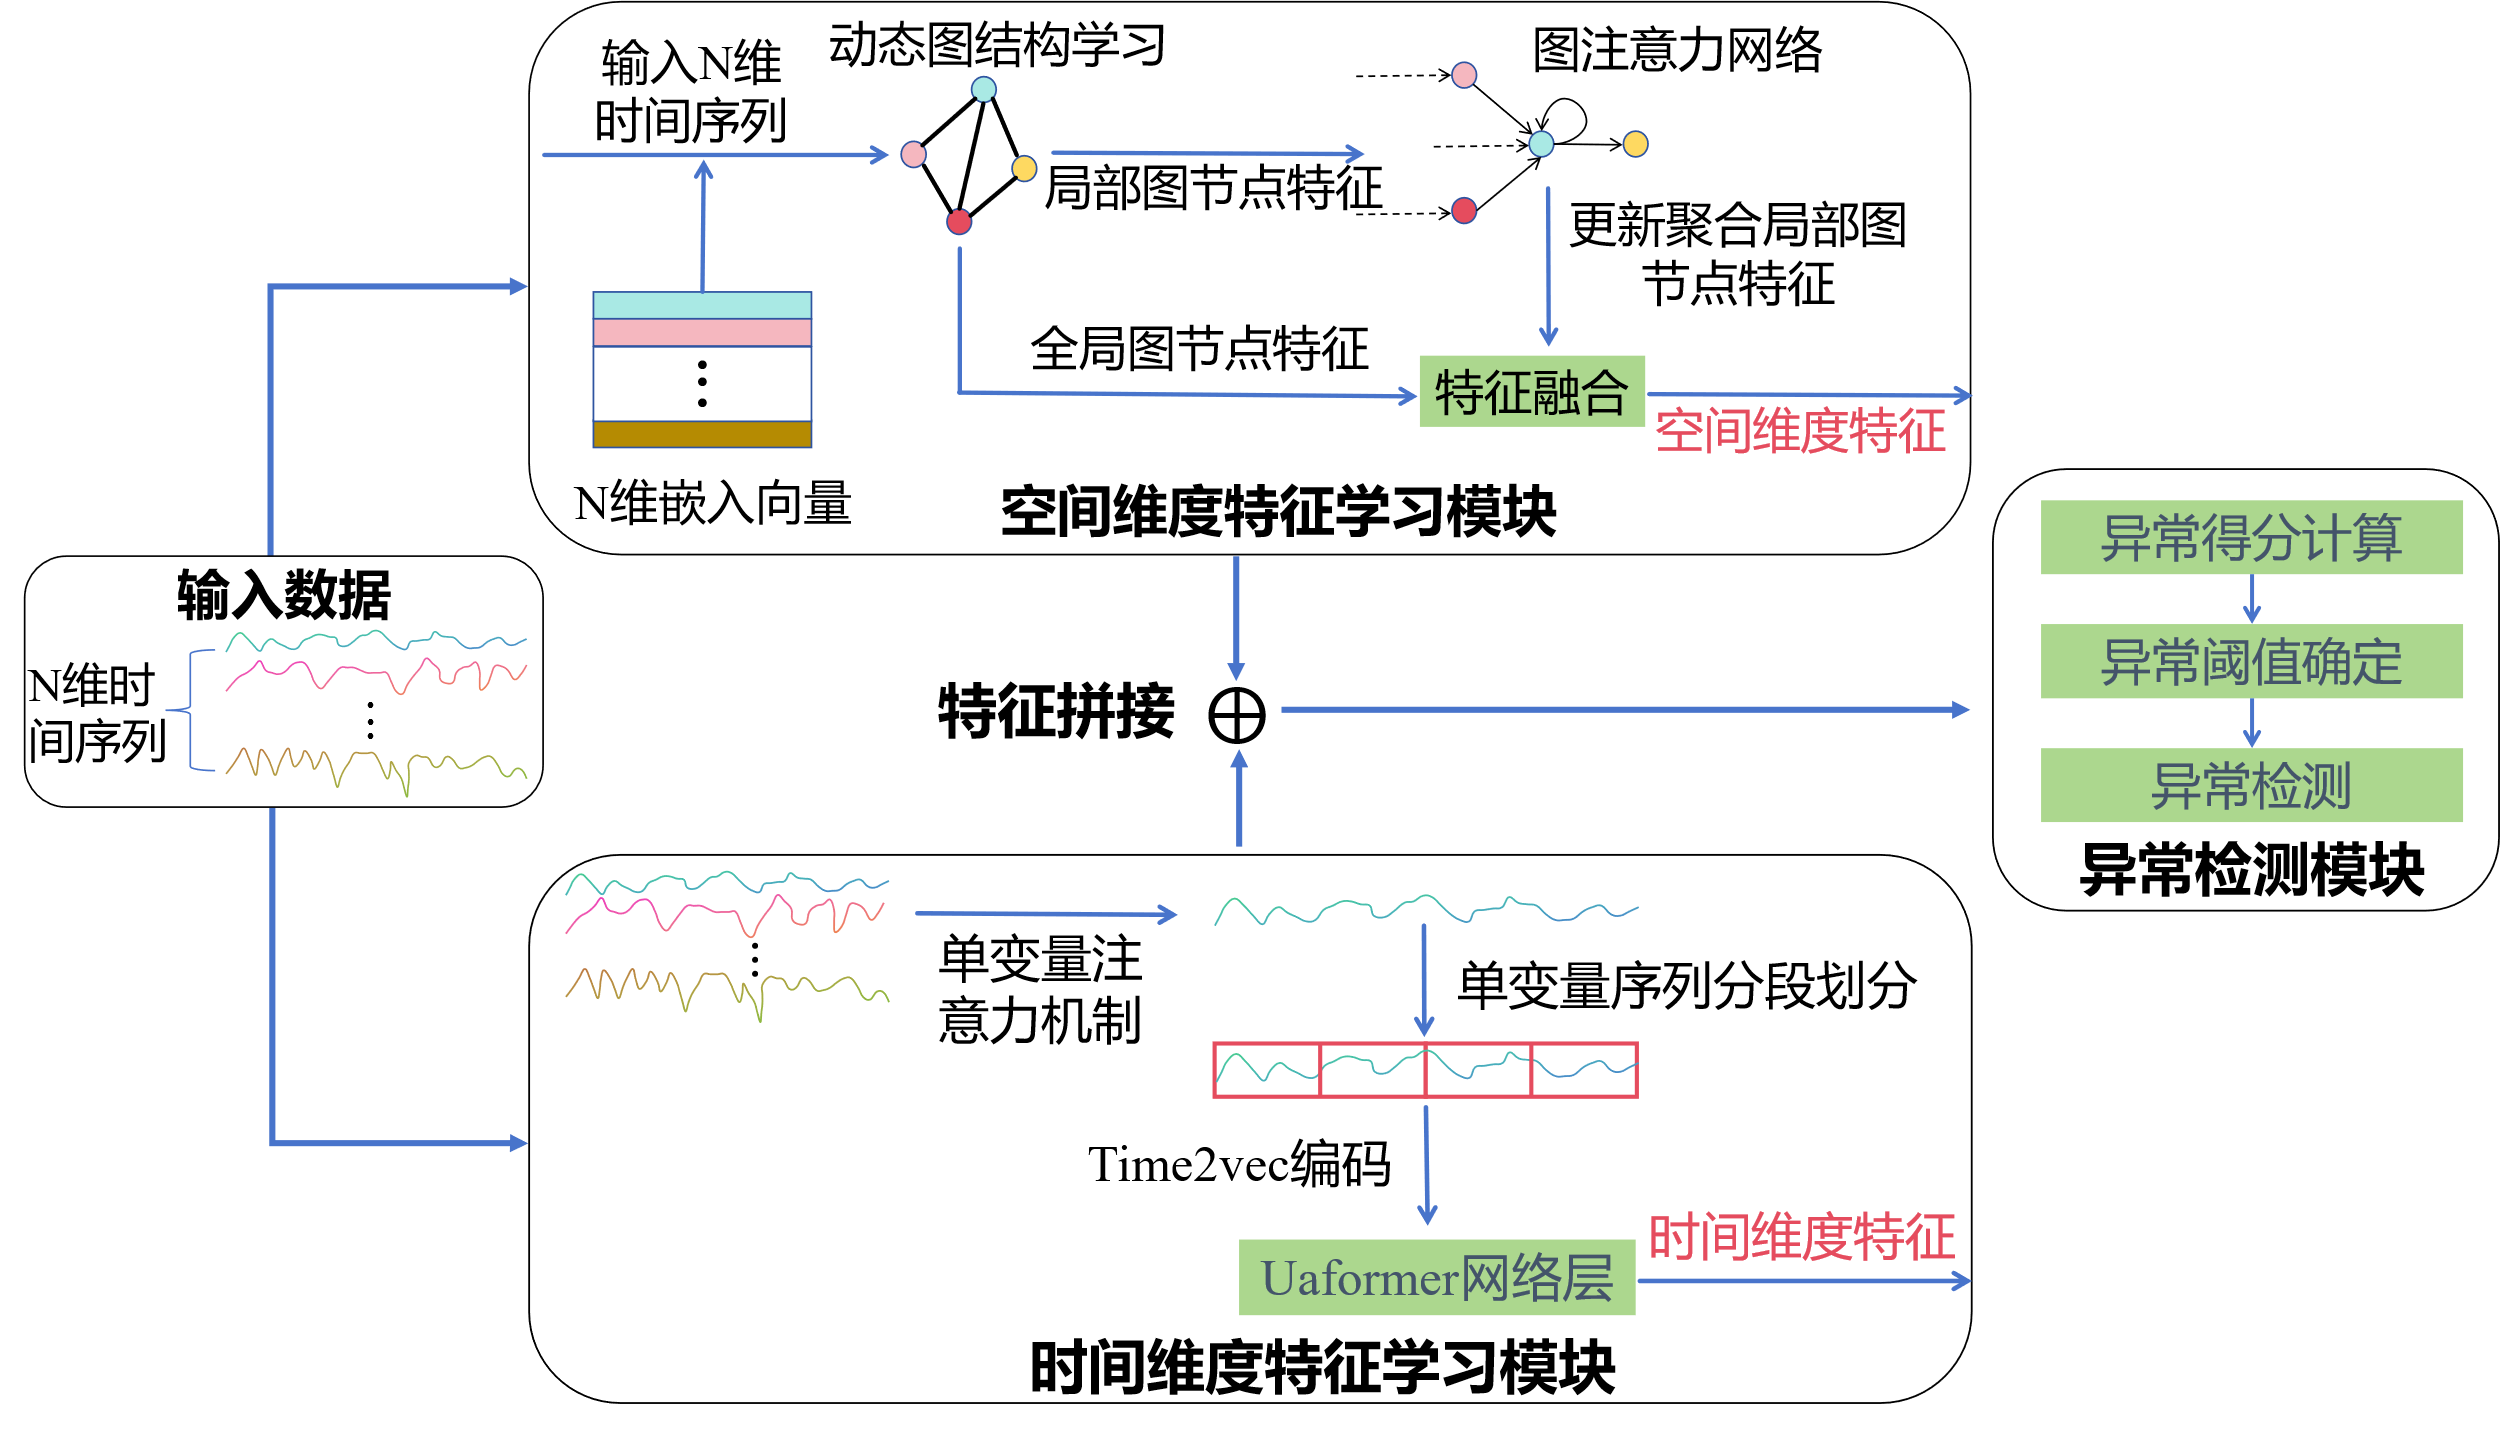 输入N维
时间序列
动态图结构学习
图注意力网络
局部图节点特征
更新聚合局部图
节点特征
全局图节点特征
特征融合
空间维度特征
N维嵌入向量
空间维度特征学习模块
输入数据
N维时
间序列
特征拼接
异常得分计算
异常阈值确定
异常检测
异常检测模块
单变量注
意力机制
单变量序列分段划分
Time2vec编码
Uaformer网络层
时间维度特征
时间维度特征学习模块